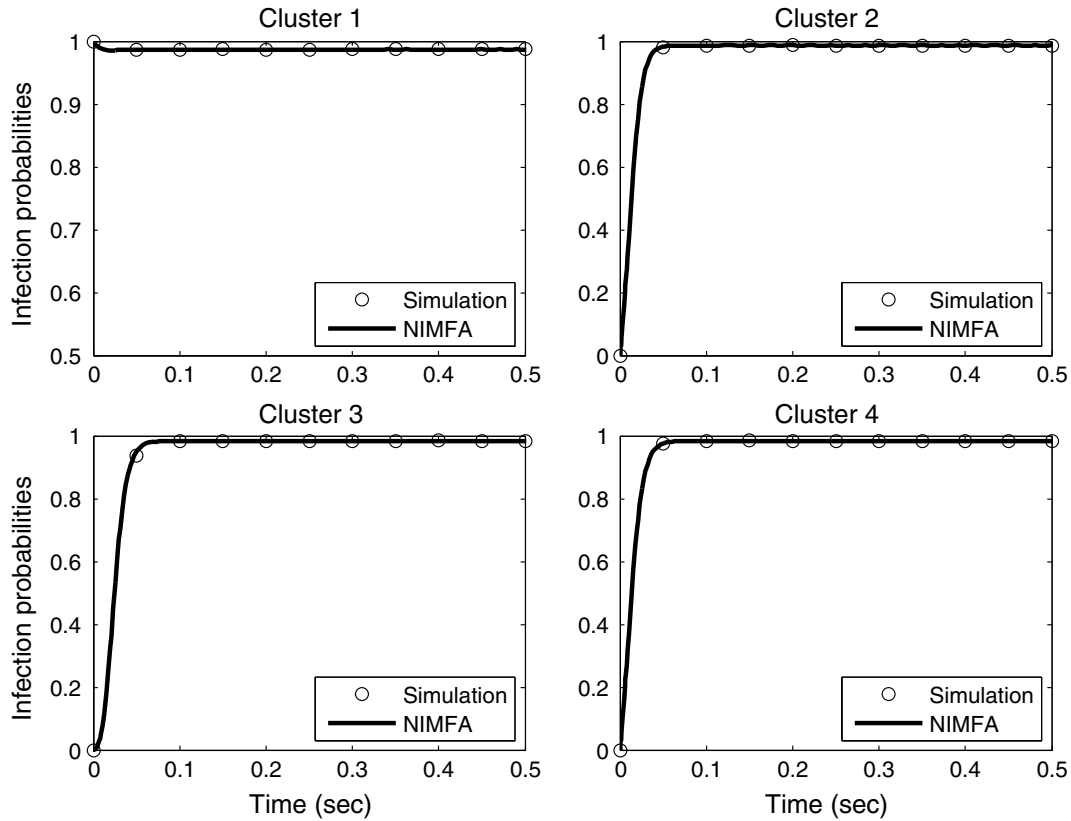 Cluster 1
Infection probabilities
1
0.9
0.8
0.7
0.6
0.5
0 0.1 0.2 0.3 0.4 0.5
Simulation
NIMFA
Cluster 2
1
0.8
0.6
0.4
0.2
0
0 0.1 0.2 0.3 0.4 0.5
Simulation
NIMFA
Cluster 3
Infection probabilities
1
0.8
0.6
0.4
0.2
0
0 0.1 0.2 0.3 0.4 0.5
Time (sec)
Simulation
NIMFA
Cluster 4
1
0.8
0.6
0.4
0.2
0
0 0.1 0.2 0.3 0.4 0.5
Time (sec)
Simulation
NIMFA